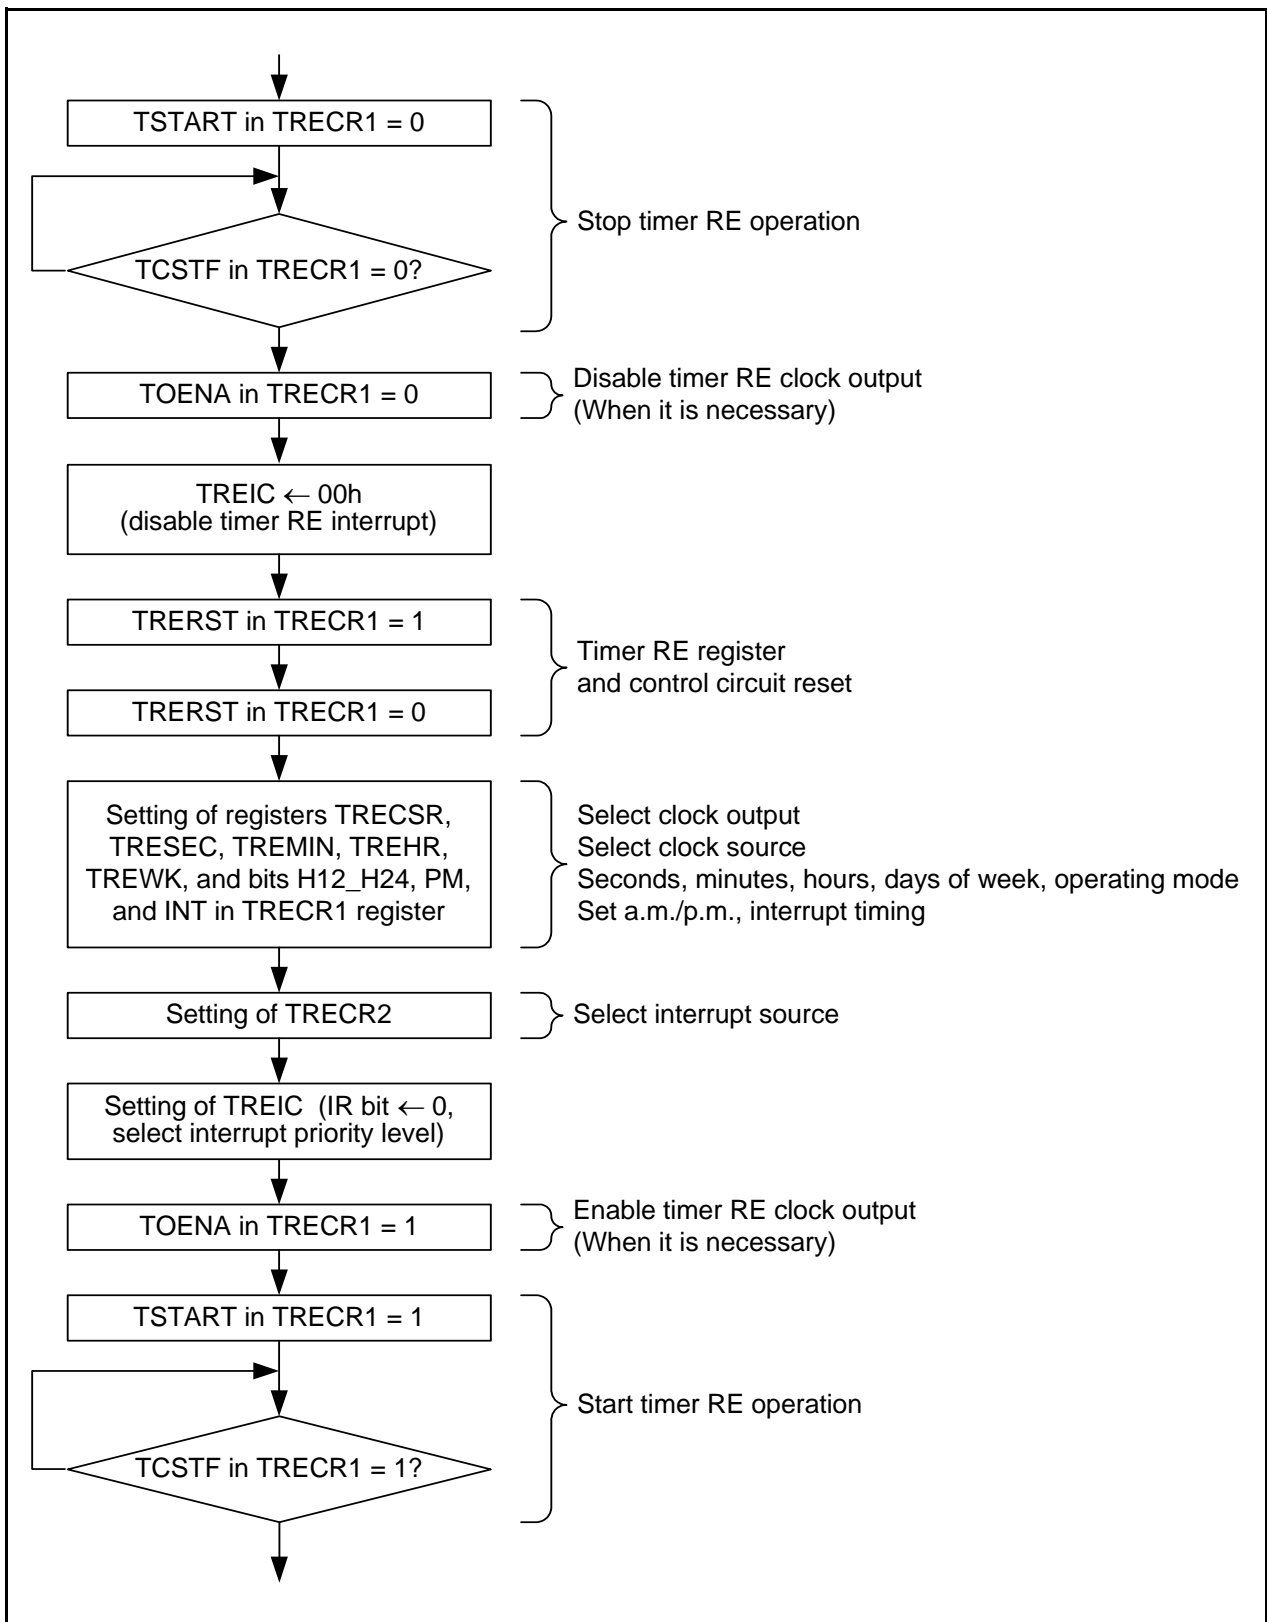 TSTART in TRECR1 = 0
TCSTF in TRECR1 = 0?
Stop timer RE operation
TOENA in TRECR1 = 0
Disable timer RE clock output
(When it is necessary)
TREIC ← 00h
(disable timer RE interrupt)
TRERST in TRECR1 = 1
TRERST in TRECR1 = 0
Timer RE register
and control circuit reset
Setting of registers TRECSR,
TRESEC, TREMIN, TREHR,
TREWK, and bits H12_H24, PM,
and INT in TRECR1 register
Select clock output
Select clock source
Seconds, minutes, hours, days of week, operating mode
Set a.m./p.m., interrupt timing
Setting of TRECR2
Select interrupt source
Setting of TREIC (IR bit ← 0,
select interrupt priority level)
TOENA in TRECR1 = 1
Enable timer RE clock output
(When it is necessary)
TSTART in TRECR1 = 1
TCSTF in TRECR1 = 1?
Start timer RE operation